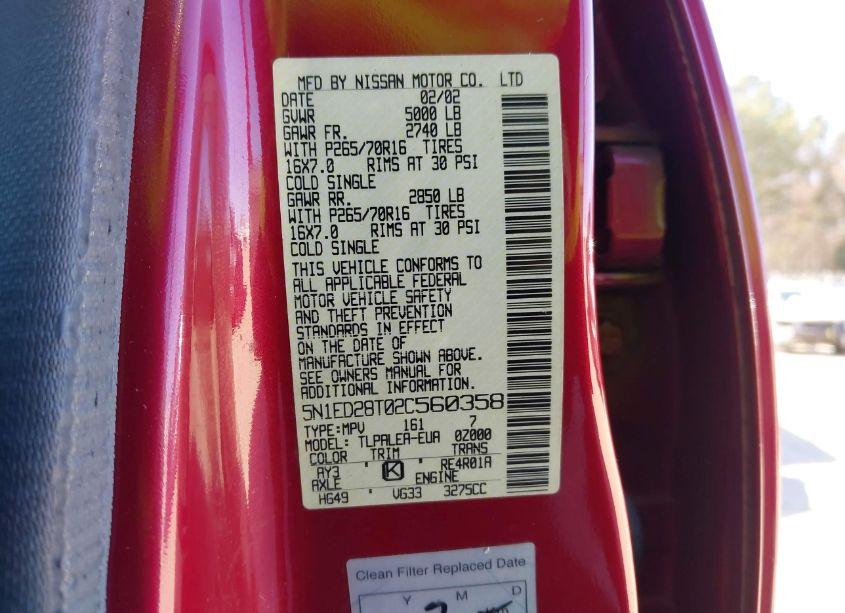 MFD BY NISSAN MOTOR CO. LTD
DATE 02/02
GVWR 5000 LB
GAWR FR. 2740 LB
WITH P265/70R16 TIRES
16X7.0 RIMS AT 30 PSI
COLD SINGLE
GAWR RR. 2850 LB
WITH P265/70R16 TIRES
16X7.0 RIMS AT 30 PSI
COLD SINGLE
THIS VEHICLE CONFORMS TO
ALL APPLICABLE FEDERAL
MOTOR VEHICLE SAFETY
AND THEFT PREVENTION
STANDARDS IN EFFECT
ON THE DATE OF
MANUFACTURE SHOWN ABOVE.
SEE OWNERS MANUAL FOR
ADDITIONAL INFORMATION.
5N1ED28T02C560358
TYPE:MPV 161 7
MODEL: TLPALEA-EUA 0Z000
COLOR TRIM TRANS
AY3 K RE4R01A
AXLE ENGINE
HG49 VG33 3275CC
Clean Filter Replaced Date
Y M D